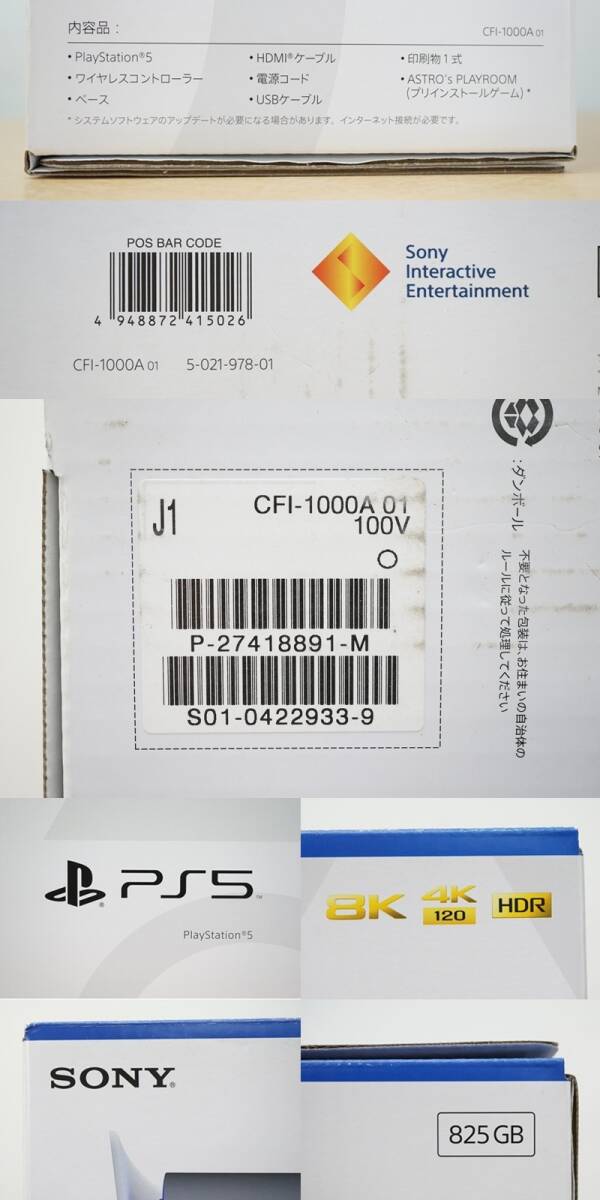 内容品 :
CFI-1000A 01
・PlayStation®5
・HDMI®ケーブル
・印刷物1式
・ワイヤレスコントローラー
・電源コード
・ASTRO's PLAYROOM
(プリインストールゲーム) *
・ベース
・USBケーブル
* システムソフトウェアのアップデートが必要になる場合があります。インターネット接続が必要です。
POS BAR CODE
4 948872 415026
Sony
Interactive
Entertainment
CFI-1000A 01 5-021-978-01
J1
CFI-1000A 01
100V
P-27418891-M
S01-0422933-9
:ダンボール
不要となった包装は、お住まいの自治体の
ルールに従って処理してください
PS5™
PlayStation®5
8K
4K
120
HDR
SONY®
825 GB